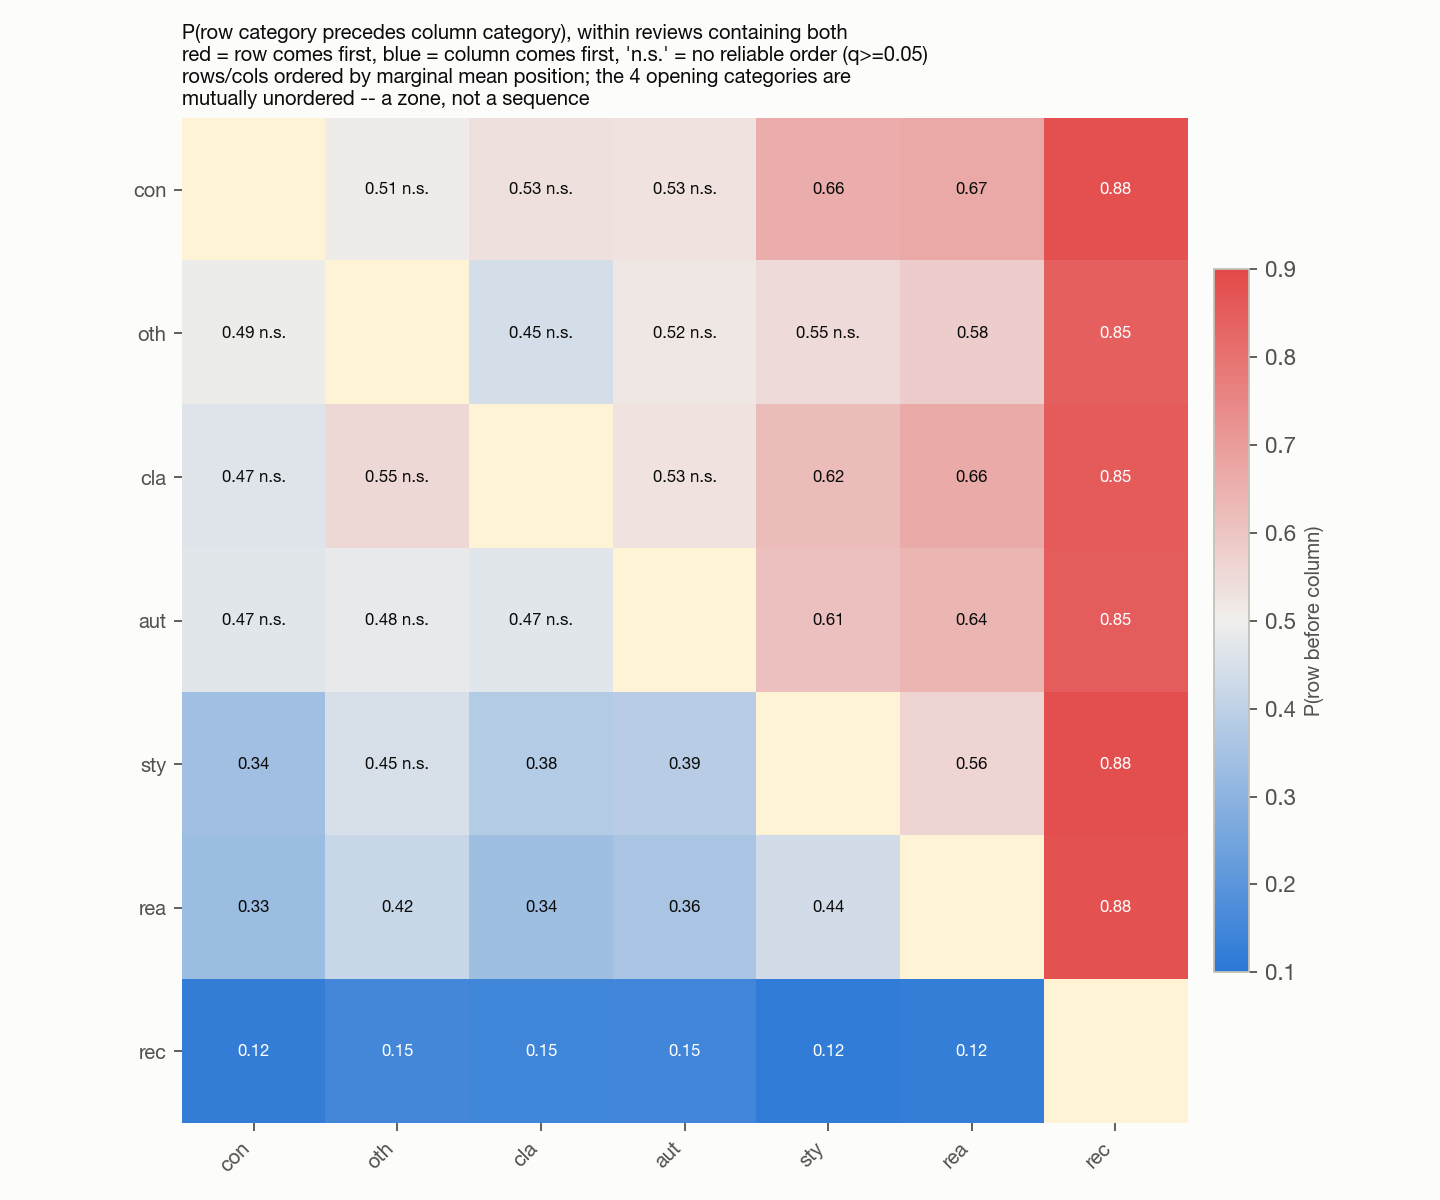 P(row category precedes column category), within reviews containing both
red = row comes first, blue = column comes first, 'n.s.' = no reliable order (q>=0.05)
rows/cols ordered by marginal mean position; the 4 opening categories are
mutually unordered -- a zone, not a sequence
con 0.51 n.s. 0.53 n.s. 0.53 n.s. 0.66 0.67 0.88
oth 0.49 n.s. 0.45 n.s. 0.52 n.s. 0.55 n.s. 0.58 0.85
cla 0.47 n.s. 0.55 n.s. 0.53 n.s. 0.62 0.66 0.85
aut 0.47 n.s. 0.48 n.s. 0.47 n.s. 0.61 0.64 0.85
sty 0.34 0.45 n.s. 0.38 0.39 0.56 0.88
rea 0.33 0.42 0.34 0.36 0.44 0.88
rec 0.12 0.15 0.15 0.15 0.12 0.12
con oth cla aut sty rea rec
0.9
0.8
0.7
0.6
0.5
0.4
0.3
0.2
0.1
P(row before column)